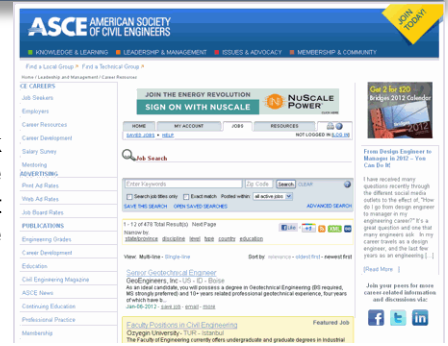 ASCE AMERICAN SOCIETY
OF CIVIL ENGINEERS
JOIN
TODAY!
KNOWLEDGE & LEARNING LEADERSHIP & MANAGEMENT ISSUES & ADVOCACY MEMBERSHIP & COMMUNITY
Find a Local Group Find a Technical Group
Home / Leadership and Management / Career Resources
CE CAREERS
Job Seekers
Employers
Career Resources
Career Development
Salary Survey
Mentoring
ADVERTISING
Print Ad Rates
Web Ad Rates
Job Board Rates
PUBLICATIONS
Engineering Grades
Career Development
Education
Civil Engineering Magazine
ASCE News
Continuing Education
Professional Practice
Membership
JOIN THE ENERGY REVOLUTION
SIGN ON WITH NUSCALE
NUSCALE
POWER
CLICK HERE
HOME MY ACCOUNT JOBS RESOURCES
SAVED JOBS HELP NOT LOGGED IN LOG IN
Job Search
Enter Keywords Zip Code Search CLEAR
Search job titles only Exact match Posted within: all active jobs
SAVE THIS SEARCH OPEN SAVED SEARCHES ADVANCED SEARCH
1 - 12 of 478 Total Result(s) Next Page
Narrow by:
state/province discipline level type country education
Like
View: Multi-line - Single-line Sort by: relevance - oldest first - newest first
Senior Geotechnical Engineer
GeoEngineers, Inc - US - ID - Boise
As an ideal candidate, you will possess a degree in Geotechnical Engineering (BS required,
MS strongly preferred) and 10+ years related professional geotechnical experience, four years
of which have b...
Jan-06-2012 - save job - email - more
Faculty Positions in Civil Engineering Featured Job
Ozyegin University - TUR - Istanbul
The Faculty of Engineering currently offers undergraduate and graduate degrees in Industrial
Get 2 for $20
Bridges 2012 Calendar
From Design Engineer to
Manager in 2012 – You
Can Do It!
I have received many
questions recently through
the different social media
outlets to the effect of, "How
do I go from design engineer
to manager in my
engineering career?" It's a
great question and one that
many engineers ask. In my
career travels as a design
engineer, and the last few
years as an engineering [...]
[Read More]
Join your peers for more
career related information
and discussions via: